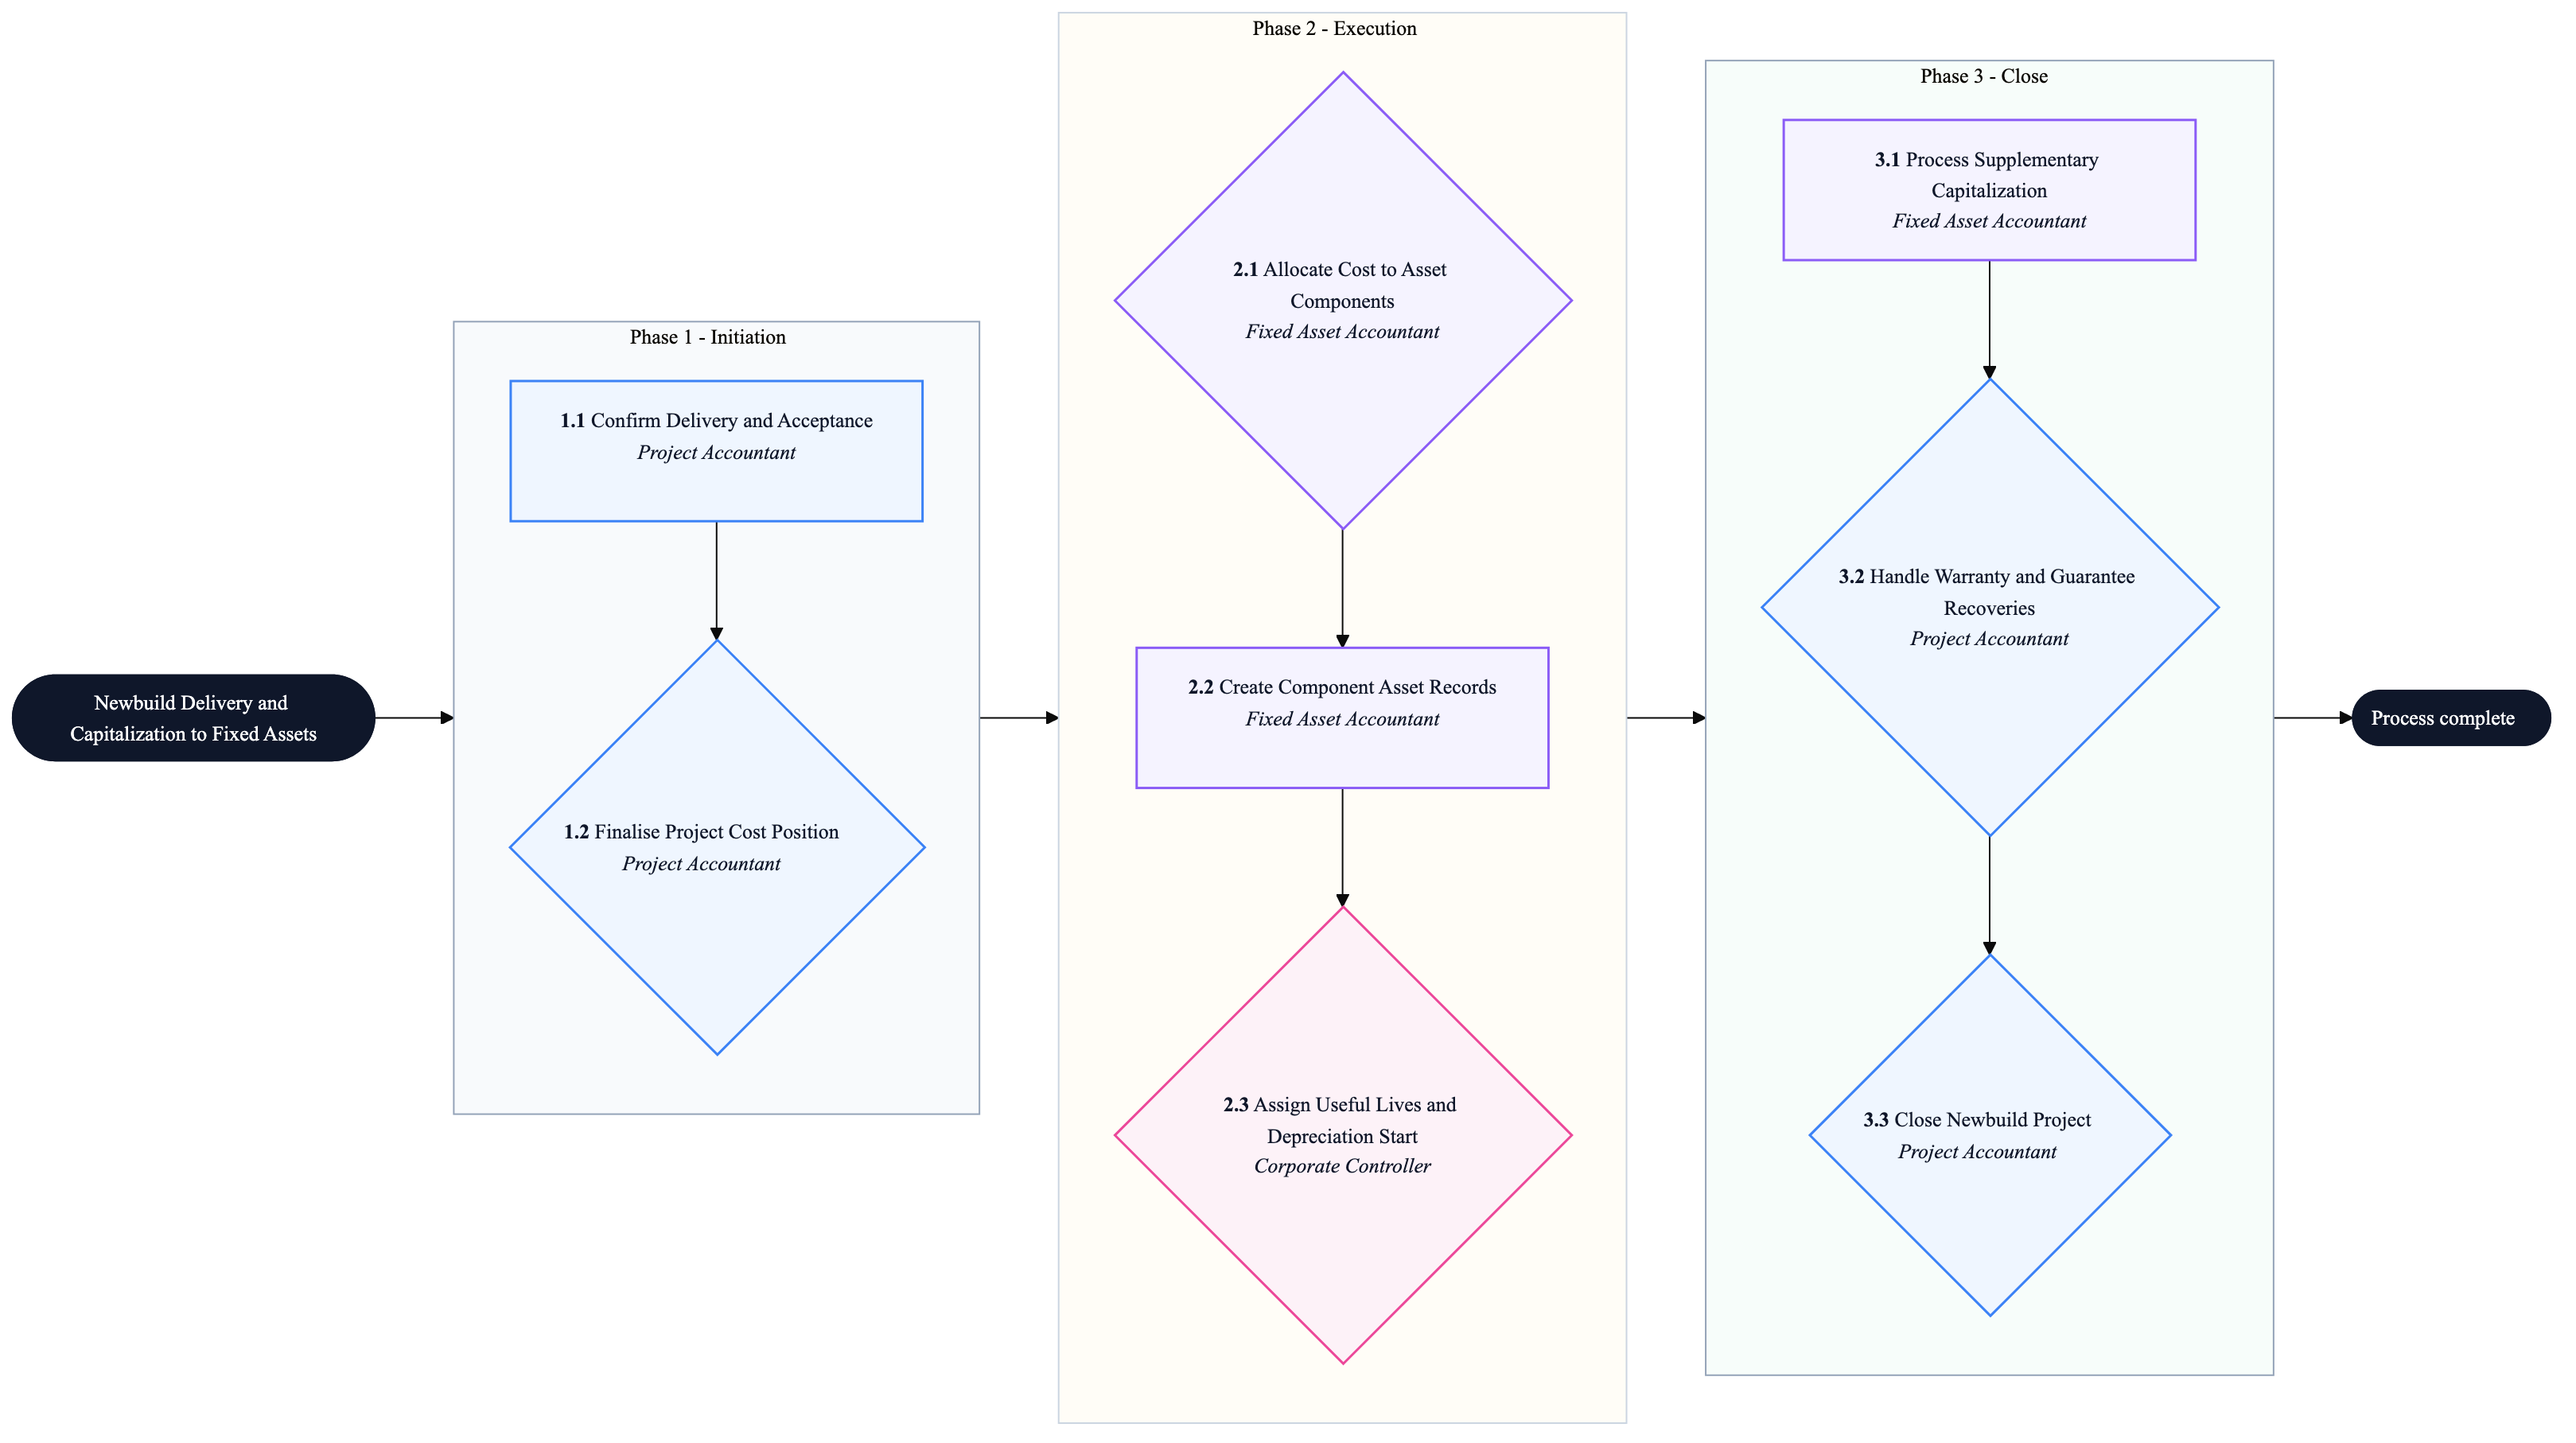 Newbuild Delivery and
Capitalization to Fixed Assets
Phase 1 - Initiation
1.1 Confirm Delivery and Acceptance
Project Accountant
1.2 Finalise Project Cost Position
Project Accountant
Phase 2 - Execution
2.1 Allocate Cost to Asset
Components
Fixed Asset Accountant
2.2 Create Component Asset Records
Fixed Asset Accountant
2.3 Assign Useful Lives and
Depreciation Start
Corporate Controller
Phase 3 - Close
3.1 Process Supplementary
Capitalization
Fixed Asset Accountant
3.2 Handle Warranty and Guarantee
Recoveries
Project Accountant
3.3 Close Newbuild Project
Project Accountant
Process complete